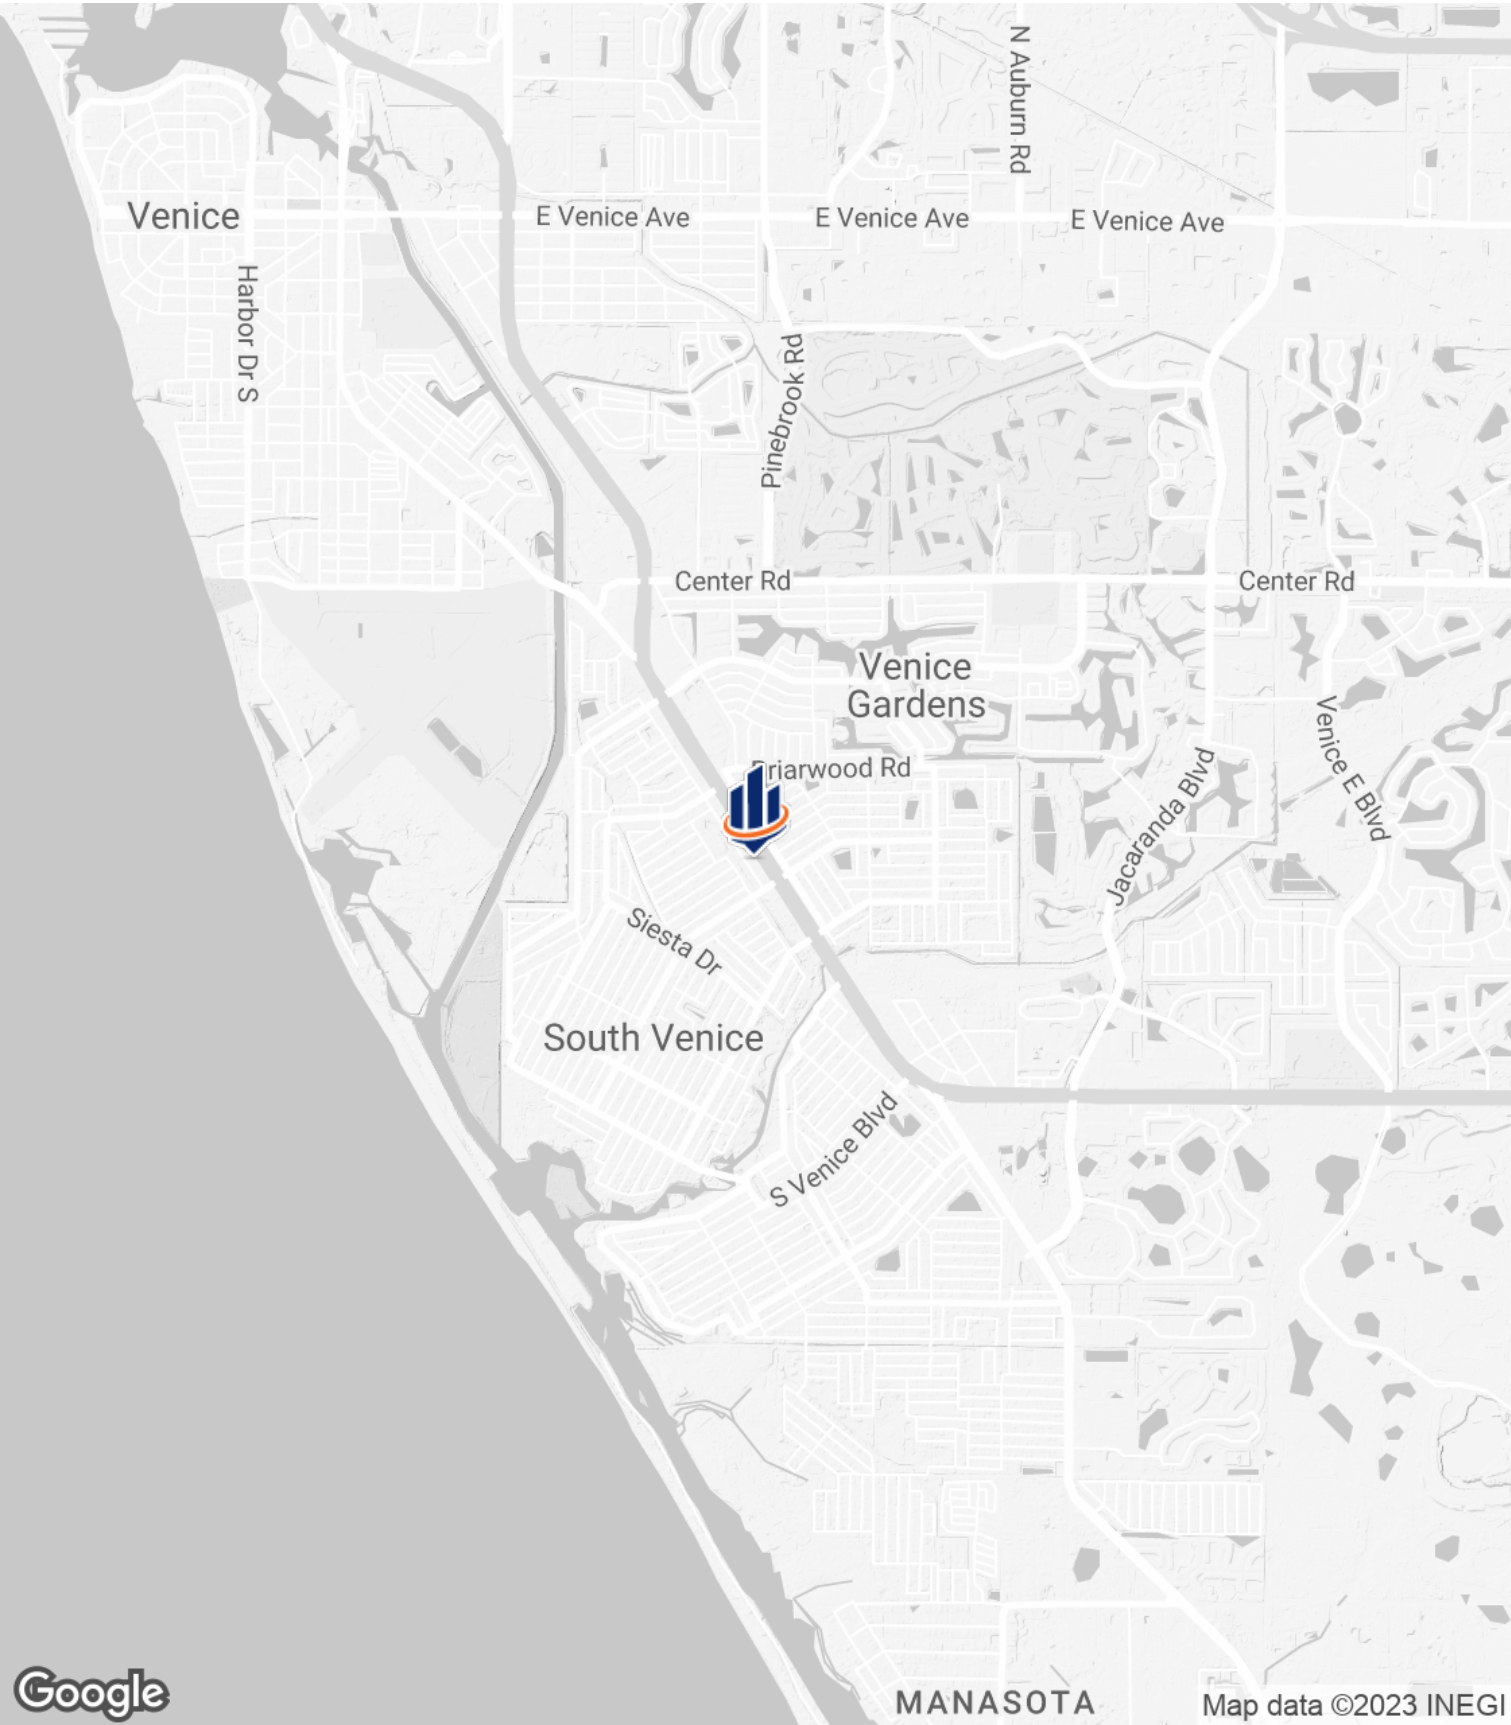 N Auburn Rd
Venice
E Venice Ave
E Venice Ave
E Venice Ave
Harbor Dr S
Pinebrook Rd
Center Rd
Center Rd
Venice
Gardens
Venice E Blvd
Briarwood Rd
Jacaranda Blvd
Siesta Dr
South Venice
S Venice Blvd
Google
MANASOTA
Map data ©2023 INEGI